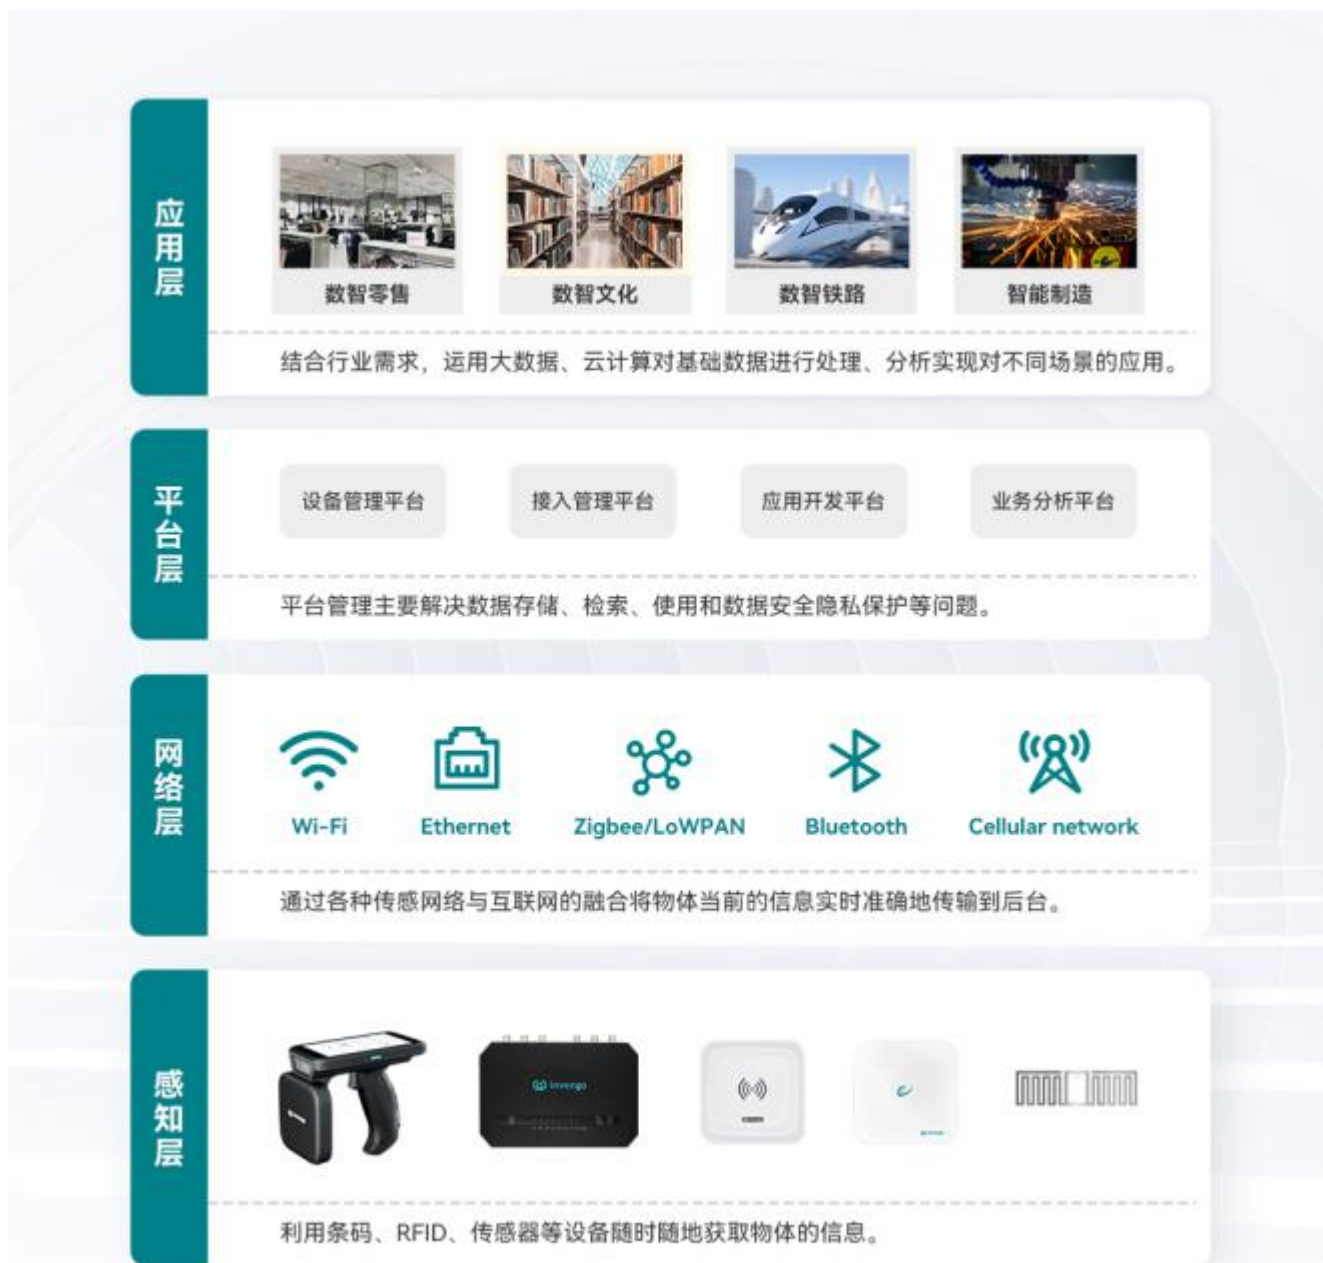 应用层
数智零售
数智文化
数智铁路
智能制造
结合行业需求，运用大数据、云计算对基础数据进行处理、分析实现对不同场景的应用。
平台层
设备管理平台
接入管理平台
应用开发平台
业务分析平台
平台管理主要解决数据存储、检索、使用和数据安全隐私保护等问题。
网络层
Wi-Fi
Ethernet
Zigbee/LoWPAN
Bluetooth
Cellular network
通过各种传感网络与互联网的融合将物体当前的信息实时准确地传输到后台。
感知层
invengo
利用条码、RFID、传感器等设备随时随地获取物体的信息。